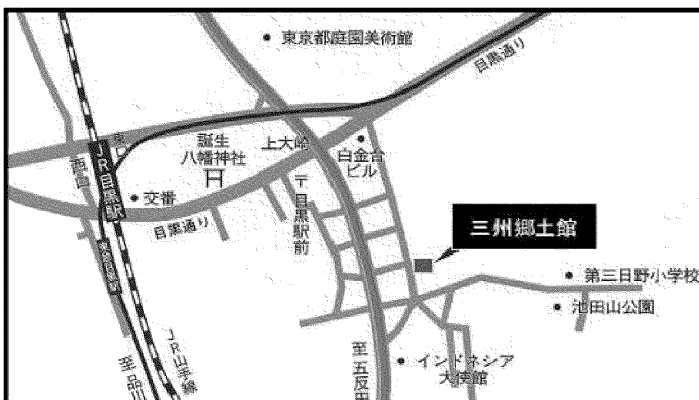 東京都庭園美術館
目黒通り
東口
誕生
八幡神社
上大崎
白金台
ビル
西口
JR目黒駅
交番
目黒通り
〒目黒駅前
三州郷土館
第三日野小学校
池田山公園
JR山手線
至品川
至五反田
インドネシア
大使館